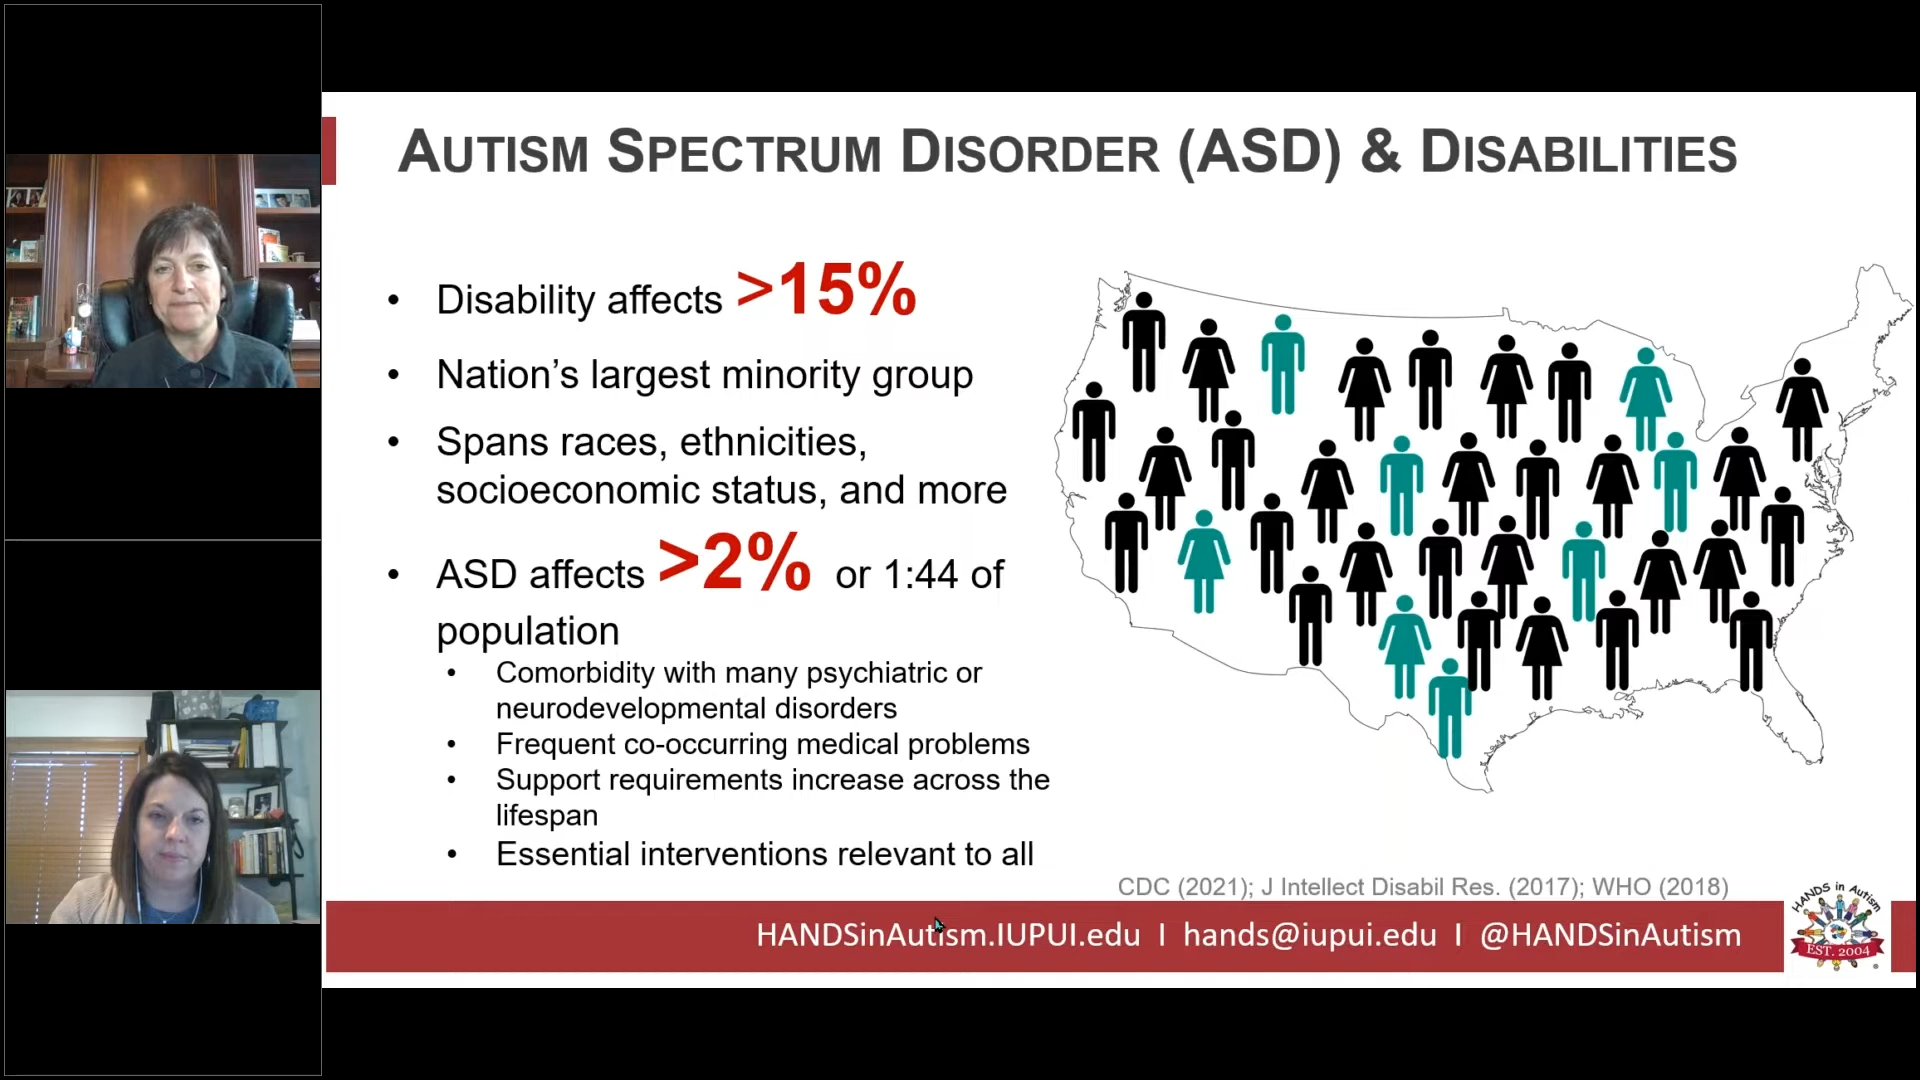 AUTISM SPECTRUM DISORDER (ASD) & DISABILITIES
• Disability affects >15%
• Nation’s largest minority group
• Spans races, ethnicities,
socioeconomic status, and more
• ASD affects >2% or 1:44 of
population
• Comorbidity with many psychiatric or
neurodevelopmental disorders
• Frequent co-occurring medical problems
• Support requirements increase across the
lifespan
• Essential interventions relevant to all
CDC (2021); J Intellect Disabil Res. (2017); WHO (2018)
HANDSinAutism.IUPUI.edu I hands@iupui.edu I @HANDSinAutism
HANDS in Autism
EST. 2004
®